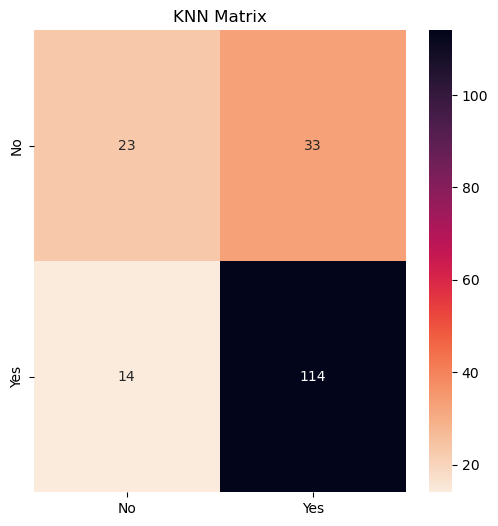 KNN Matrix
No
23
33
Yes
14
114
No
Yes
100
80
60
40
20